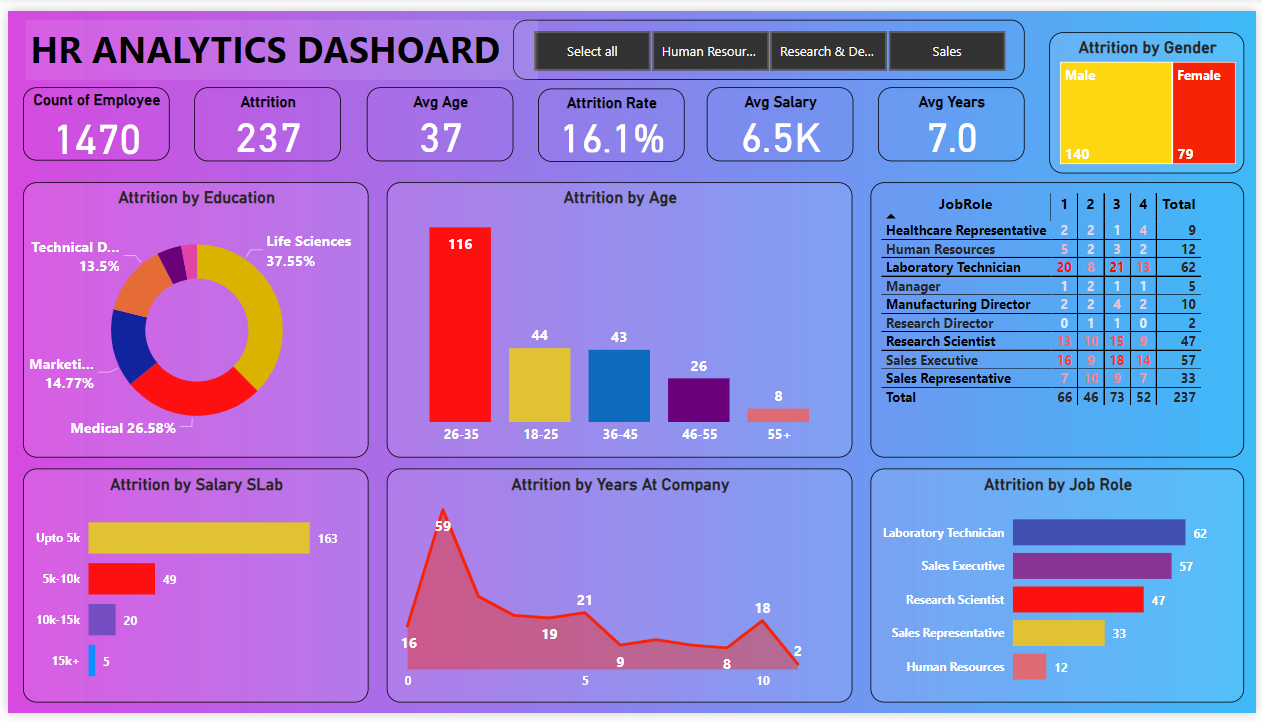 HR ANALYTICS DASHOARD
Select all
Human Resour...
Research & De...
Sales
Attrition by Gender
Male
Female
140
79
Count of Employee
1470
Attrition
237
Avg Age
37
Attrition Rate
16.1%
Avg Salary
6.5K
Avg Years
7.0
Attrition by Education
Life Sciences
37.55%
Technical D...
13.5%
Marketi...
14.77%
Medical 26.58%
Attrition by Age
116
44
43
26
8
26-35
18-25
36-45
46-55
55+
JobRole 1 2 3 4 Total
Healthcare Representative 2 2 1 4 9
Human Resources 5 2 3 2 12
Laboratory Technician 20 8 21 13 62
Manager 1 2 1 1 5
Manufacturing Director 2 2 4 2 10
Research Director 0 1 1 0 2
Research Scientist 13 10 15 9 47
Sales Executive 16 9 18 14 57
Sales Representative 7 10 9 7 33
Total 66 46 73 52 237
Attrition by Salary SLab
Upto 5k 163
5k-10k 49
10k-15k 20
15k+ 5
Attrition by Years At Company
59
16
19
21
9
8
18
2
0 5 10
Attrition by Job Role
Laboratory Technician 62
Sales Executive 57
Research Scientist 47
Sales Representative 33
Human Resources 12